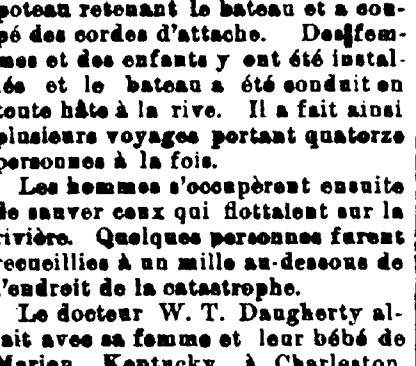 poteau retenant le bateau et a cou-
pé des cordes d'attache. Des fem-
mes et des enfants y ont été instal-
lés et le bateau a été conduit en
toute hâte à la rive. Il a fait ainsi
plusieurs voyages portant quatorze
personnes à la fois.
Les hommes s'occupèrent ensuite
de sauver ceux qui flottaient sur la
rivière. Quelques personnes furent
recueillies à un mille au-dessous de
l'endroit de la catastrophe.
Le docteur W. T. Daugherty al-
lait avec sa femme et leur bébé de
Marion, Kentucky, à Charleston,